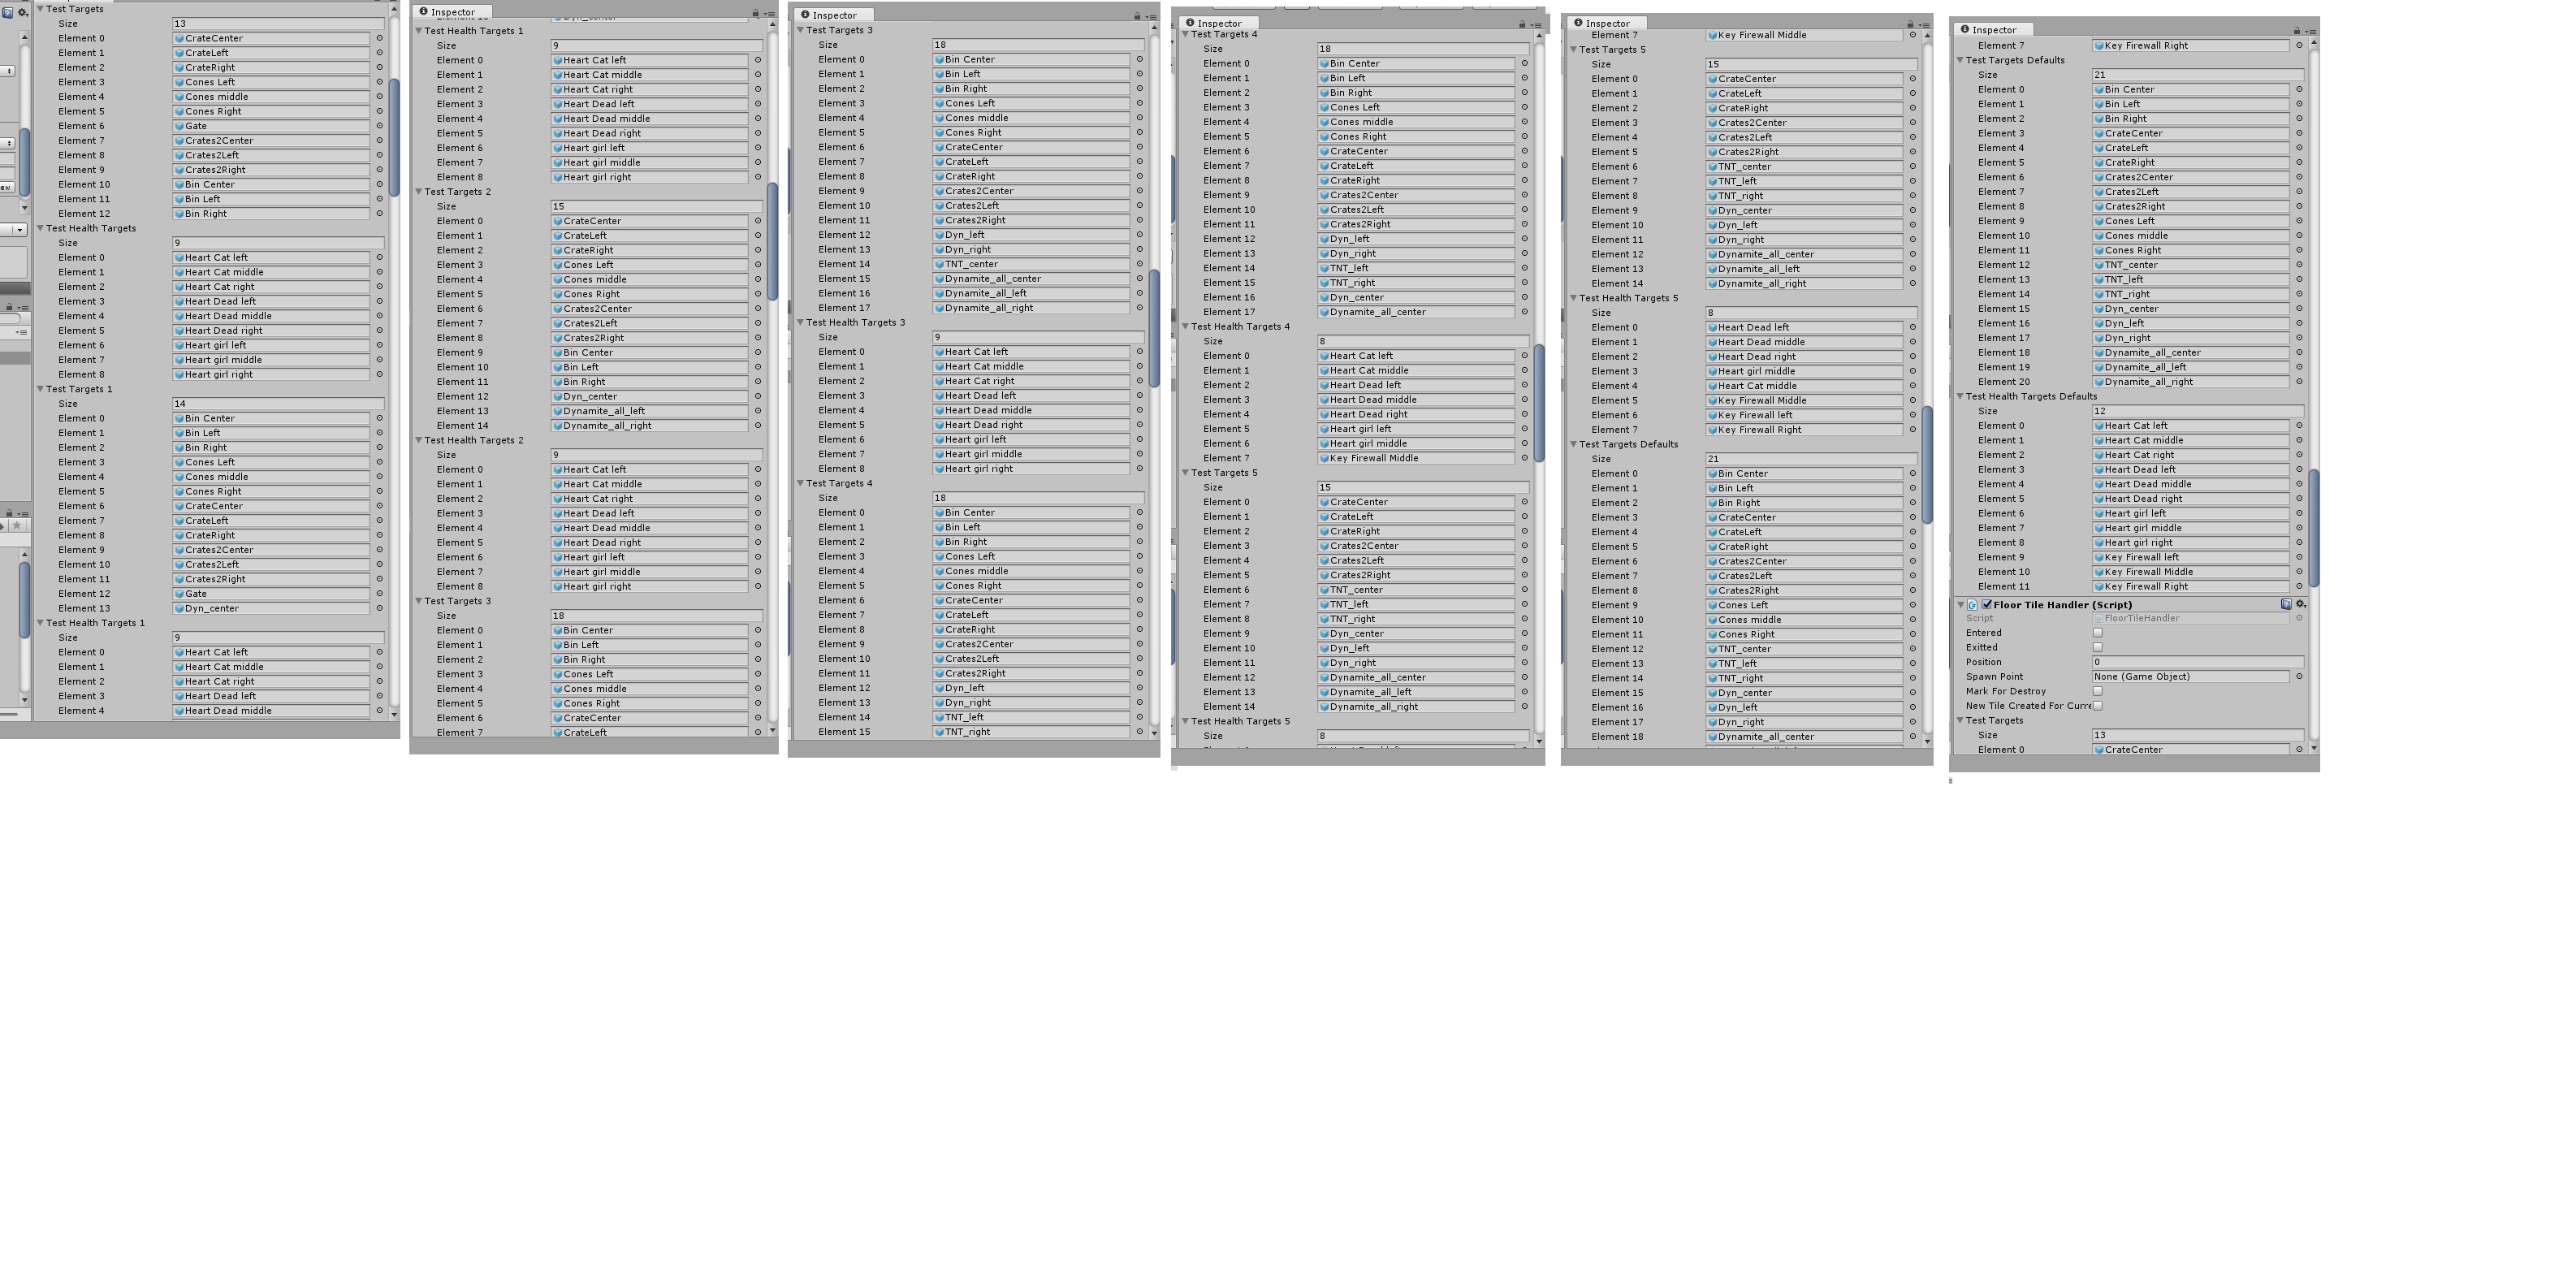 Test Targets
Size 13
Element 0 CrateCenter
Element 1 CrateLeft
Element 2 CrateRight
Element 3 Cones Left
Element 4 Cones middle
Element 5 Cones Right
Element 6 Gate
Element 7 Crates2Center
Element 8 Crates2Left
Element 9 Crates2Right
Element 10 Bin Center
Element 11 Bin Left
Element 12 Bin Right
Test Health Targets
Size 9
Element 0 Heart Cat left
Element 1 Heart Cat middle
Element 2 Heart Cat right
Element 3 Heart Dead left
Element 4 Heart Dead middle
Element 5 Heart Dead right
Element 6 Heart girl left
Element 7 Heart girl middle
Element 8 Heart girl right
Test Targets 1
Size 14
Element 0 Bin Center
Element 1 Bin Left
Element 2 Bin Right
Element 3 Cones Left
Element 4 Cones middle
Element 5 Cones Right
Element 6 CrateCenter
Element 7 CrateLeft
Element 8 CrateRight
Element 9 Crates2Center
Element 10 Crates2Left
Element 11 Crates2Right
Element 12 Gate
Element 13 Dyn_center
Test Health Targets 1
Size 9
Element 0 Heart Cat left
Element 1 Heart Cat middle
Element 2 Heart Cat right
Element 3 Heart Dead left
Element 4 Heart Dead middle
Inspector
Test Health Targets 1
Size 9
Element 0 Heart Cat left
Element 1 Heart Cat middle
Element 2 Heart Cat right
Element 3 Heart Dead left
Element 4 Heart Dead middle
Element 5 Heart Dead right
Element 6 Heart girl left
Element 7 Heart girl middle
Element 8 Heart girl right
Test Targets 2
Size 15
Element 0 CrateCenter
Element 1 CrateLeft
Element 2 CrateRight
Element 3 Cones Left
Element 4 Cones middle
Element 5 Cones Right
Element 6 Crates2Center
Element 7 Crates2Left
Element 8 Crates2Right
Element 9 Bin Center
Element 10 Bin Left
Element 11 Bin Right
Element 12 Dyn_center
Element 13 Dynamite_all_left
Element 14 Dynamite_all_right
Test Health Targets 2
Size 9
Element 0 Heart Cat left
Element 1 Heart Cat middle
Element 2 Heart Cat right
Element 3 Heart Dead left
Element 4 Heart Dead middle
Element 5 Heart Dead right
Element 6 Heart girl left
Element 7 Heart girl middle
Element 8 Heart girl right
Test Targets 3
Size 18
Element 0 Bin Center
Element 1 Bin Left
Element 2 Bin Right
Element 3 Cones Left
Element 4 Cones middle
Element 5 Cones Right
Element 6 CrateCenter
Element 7 CrateLeft
Inspector
Test Targets 3
Size 18
Element 0 Bin Center
Element 1 Bin Left
Element 2 Bin Right
Element 3 Cones Left
Element 4 Cones middle
Element 5 Cones Right
Element 6 CrateCenter
Element 7 CrateLeft
Element 8 CrateRight
Element 9 Crates2Center
Element 10 Crates2Left
Element 11 Crates2Right
Element 12 Dyn_left
Element 13 Dyn_right
Element 14 TNT_center
Element 15 Dynamite_all_center
Element 16 Dynamite_all_left
Element 17 Dynamite_all_right
Test Health Targets 3
Size 9
Element 0 Heart Cat left
Element 1 Heart Cat middle
Element 2 Heart Cat right
Element 3 Heart Dead left
Element 4 Heart Dead middle
Element 5 Heart Dead right
Element 6 Heart girl left
Element 7 Heart girl middle
Element 8 Heart girl right
Test Targets 4
Size 18
Element 0 Bin Center
Element 1 Bin Left
Element 2 Bin Right
Element 3 Cones Left
Element 4 Cones middle
Element 5 Cones Right
Element 6 CrateCenter
Element 7 CrateLeft
Element 8 CrateRight
Element 9 Crates2Center
Element 10 Crates2Left
Element 11 Crates2Right
Element 12 Dyn_left
Element 13 Dyn_right
Element 14 TNT_left
Element 15 TNT_right
Inspector
Test Targets 4
Size 18
Element 0 Bin Center
Element 1 Bin Left
Element 2 Bin Right
Element 3 Cones Left
Element 4 Cones middle
Element 5 Cones Right
Element 6 CrateCenter
Element 7 CrateLeft
Element 8 CrateRight
Element 9 Crates2Center
Element 10 Crates2Left
Element 11 Crates2Right
Element 12 Dyn_left
Element 13 Dyn_right
Element 14 TNT_left
Element 15 TNT_right
Element 16 Dyn_center
Element 17 Dynamite_all_center
Test Health Targets 4
Size 8
Element 0 Heart Cat left
Element 1 Heart Cat middle
Element 2 Heart Dead left
Element 3 Heart Dead middle
Element 4 Heart Dead right
Element 5 Heart girl left
Element 6 Heart girl middle
Element 7 Key Firewall Middle
Test Targets 5
Size 15
Element 0 CrateCenter
Element 1 CrateLeft
Element 2 CrateRight
Element 3 Crates2Center
Element 4 Crates2Left
Element 5 Crates2Right
Element 6 TNT_center
Element 7 TNT_left
Element 8 TNT_right
Element 9 Dyn_center
Element 10 Dyn_left
Element 11 Dyn_right
Element 12 Dynamite_all_center
Element 13 Dynamite_all_left
Element 14 Dynamite_all_right
Test Health Targets 5
Size 8
Inspector
Element 7 Key Firewall Middle
Test Targets 5
Size 15
Element 0 CrateCenter
Element 1 CrateLeft
Element 2 CrateRight
Element 3 Crates2Center
Element 4 Crates2Left
Element 5 Crates2Right
Element 6 TNT_center
Element 7 TNT_left
Element 8 TNT_right
Element 9 Dyn_center
Element 10 Dyn_left
Element 11 Dyn_right
Element 12 Dynamite_all_center
Element 13 Dynamite_all_left
Element 14 Dynamite_all_right
Test Health Targets 5
Size 8
Element 0 Heart Dead left
Element 1 Heart Dead middle
Element 2 Heart Dead right
Element 3 Heart girl middle
Element 4 Heart Cat middle
Element 5 Key Firewall Middle
Element 6 Key Firewall left
Element 7 Key Firewall Right
Test Targets Defaults
Size 21
Element 0 Bin Center
Element 1 Bin Left
Element 2 Bin Right
Element 3 CrateCenter
Element 4 CrateLeft
Element 5 CrateRight
Element 6 Crates2Center
Element 7 Crates2Left
Element 8 Crates2Right
Element 9 Cones Left
Element 10 Cones middle
Element 11 Cones Right
Element 12 TNT_center
Element 13 TNT_left
Element 14 TNT_right
Element 15 Dyn_center
Element 16 Dyn_left
Element 17 Dyn_right
Element 18 Dynamite_all_center
Inspector
Element 7 Key Firewall Right
Test Targets Defaults
Size 21
Element 0 Bin Center
Element 1 Bin Left
Element 2 Bin Right
Element 3 CrateCenter
Element 4 CrateLeft
Element 5 CrateRight
Element 6 Crates2Center
Element 7 Crates2Left
Element 8 Crates2Right
Element 9 Cones Left
Element 10 Cones middle
Element 11 Cones Right
Element 12 TNT_center
Element 13 TNT_left
Element 14 TNT_right
Element 15 Dyn_center
Element 16 Dyn_left
Element 17 Dyn_right
Element 18 Dynamite_all_center
Element 19 Dynamite_all_left
Element 20 Dynamite_all_right
Test Health Targets Defaults
Size 12
Element 0 Heart Cat left
Element 1 Heart Cat middle
Element 2 Heart Cat right
Element 3 Heart Dead left
Element 4 Heart Dead middle
Element 5 Heart Dead right
Element 6 Heart girl left
Element 7 Heart girl middle
Element 8 Heart girl right
Element 9 Key Firewall left
Element 10 Key Firewall Middle
Element 11 Key Firewall Right
Floor Tile Handler (Script)
Script FloorTileHandler
Entered
Exitted
Position 0
Spawn Point None (Game Object)
Mark For Destroy
New Tile Created For Curre
Test Targets
Size 13
Element 0 CrateCenter